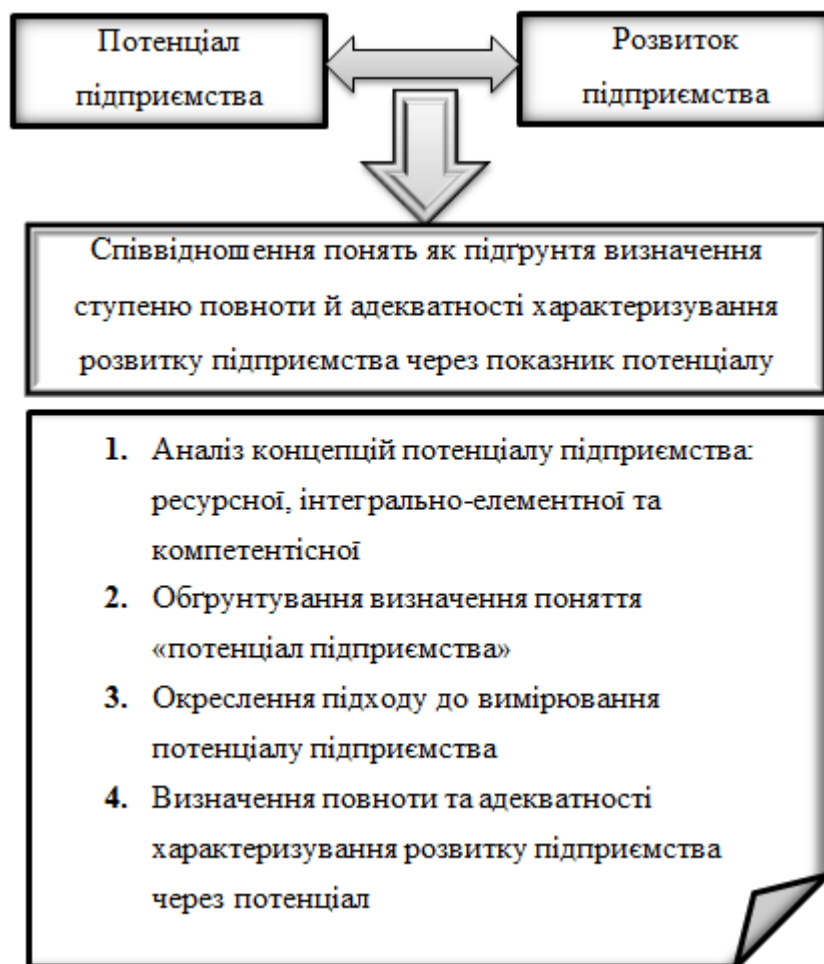 Потенціал
підприємства
Розвиток
підприємства
Співвідношення понять як підґрунтя визначення
ступеню повноти й адекватності характеризування
розвитку підприємства через показник потенціалу
1. Аналіз концепцій потенціалу підприємства:
ресурсної, інтегрально-елементної та
компетентісної
2. Обґрунтування визначення поняття
«потенціал підприємства»
3. Окреслення підходу до вимірювання
потенціалу підприємства
4. Визначення повноти та адекватності
характеризування розвитку підприємства
через потенціал